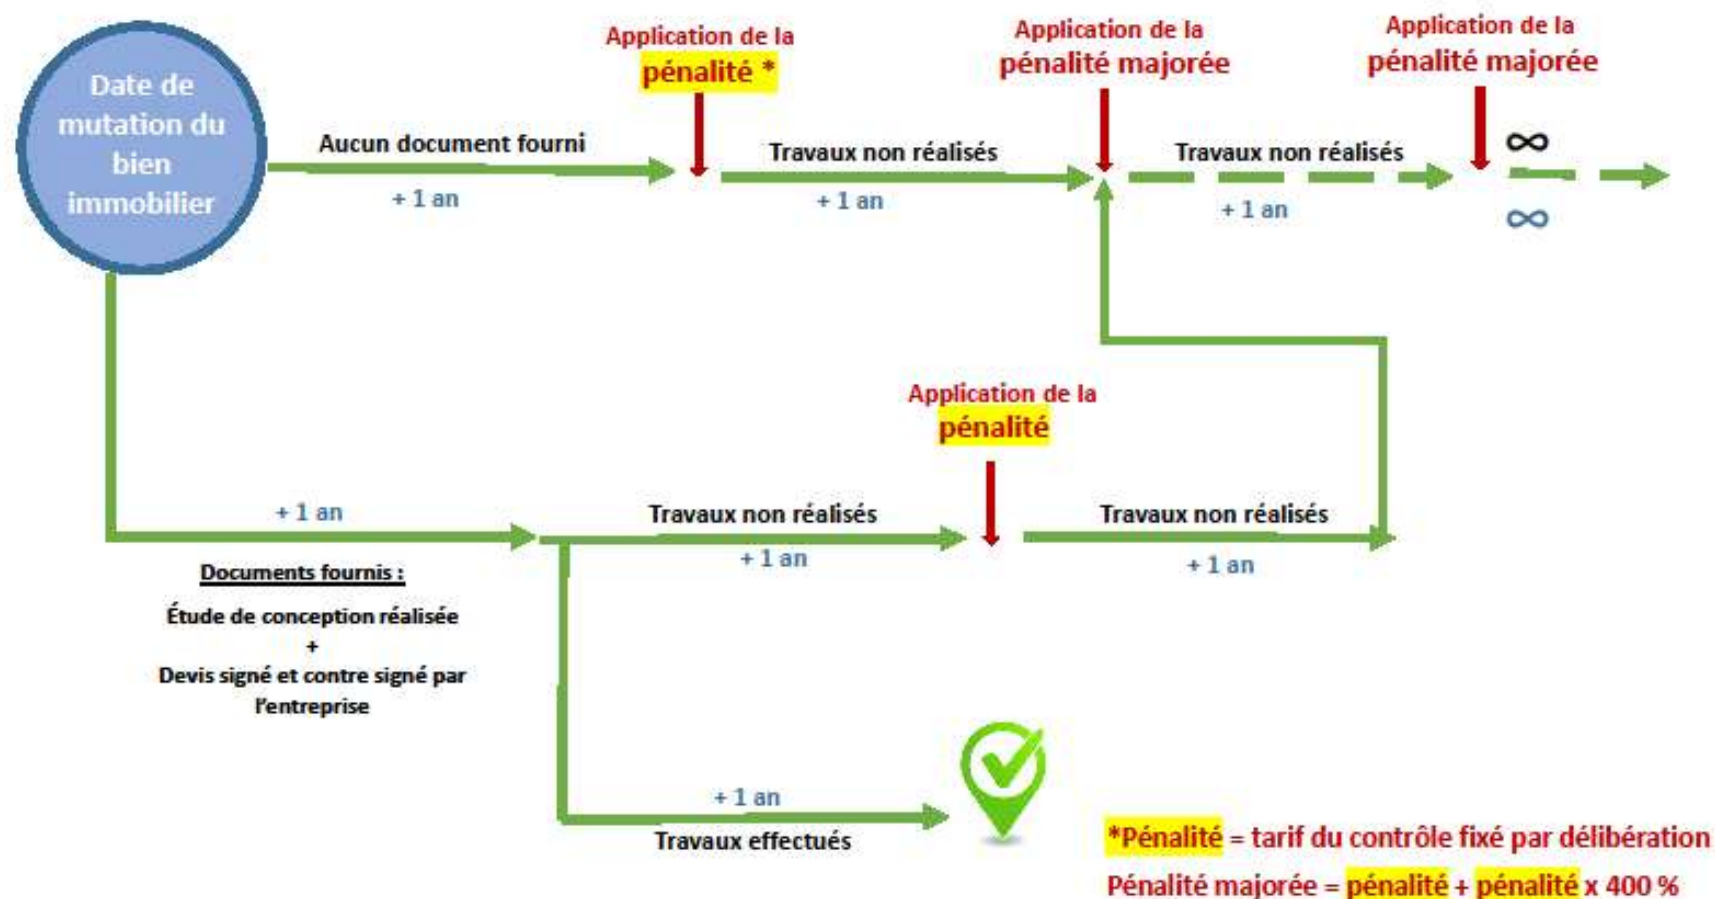 Date de
mutation du
bien
immobilier
Aucun document fourni
+ 1 an
Application de la
pénalité *
Travaux non réalisés
+ 1 an
Application de la
pénalité majorée
Travaux non réalisés
+ 1 an
Application de la
pénalité majorée
∞
∞
+ 1 an
Documents fournis :
Étude de conception réalisée
+
Devis signé et contre signé par
l'entreprise
Travaux non réalisés
+ 1 an
Application de la
pénalité
Travaux non réalisés
+ 1 an
+ 1 an
Travaux effectués
*Pénalité = tarif du contrôle fixé par délibération
Pénalité majorée = pénalité + pénalité x 400 %